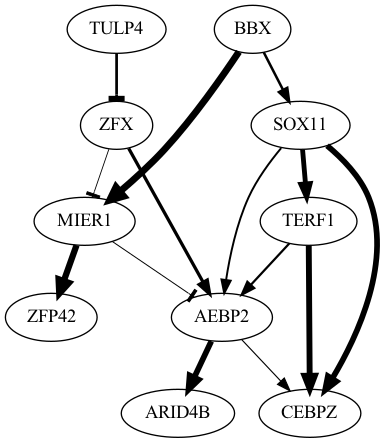 TULP4
BBX
ZFX
SOX11
MIER1
TERF1
ZFP42
AEBP2
ARID4B
CEBPZ